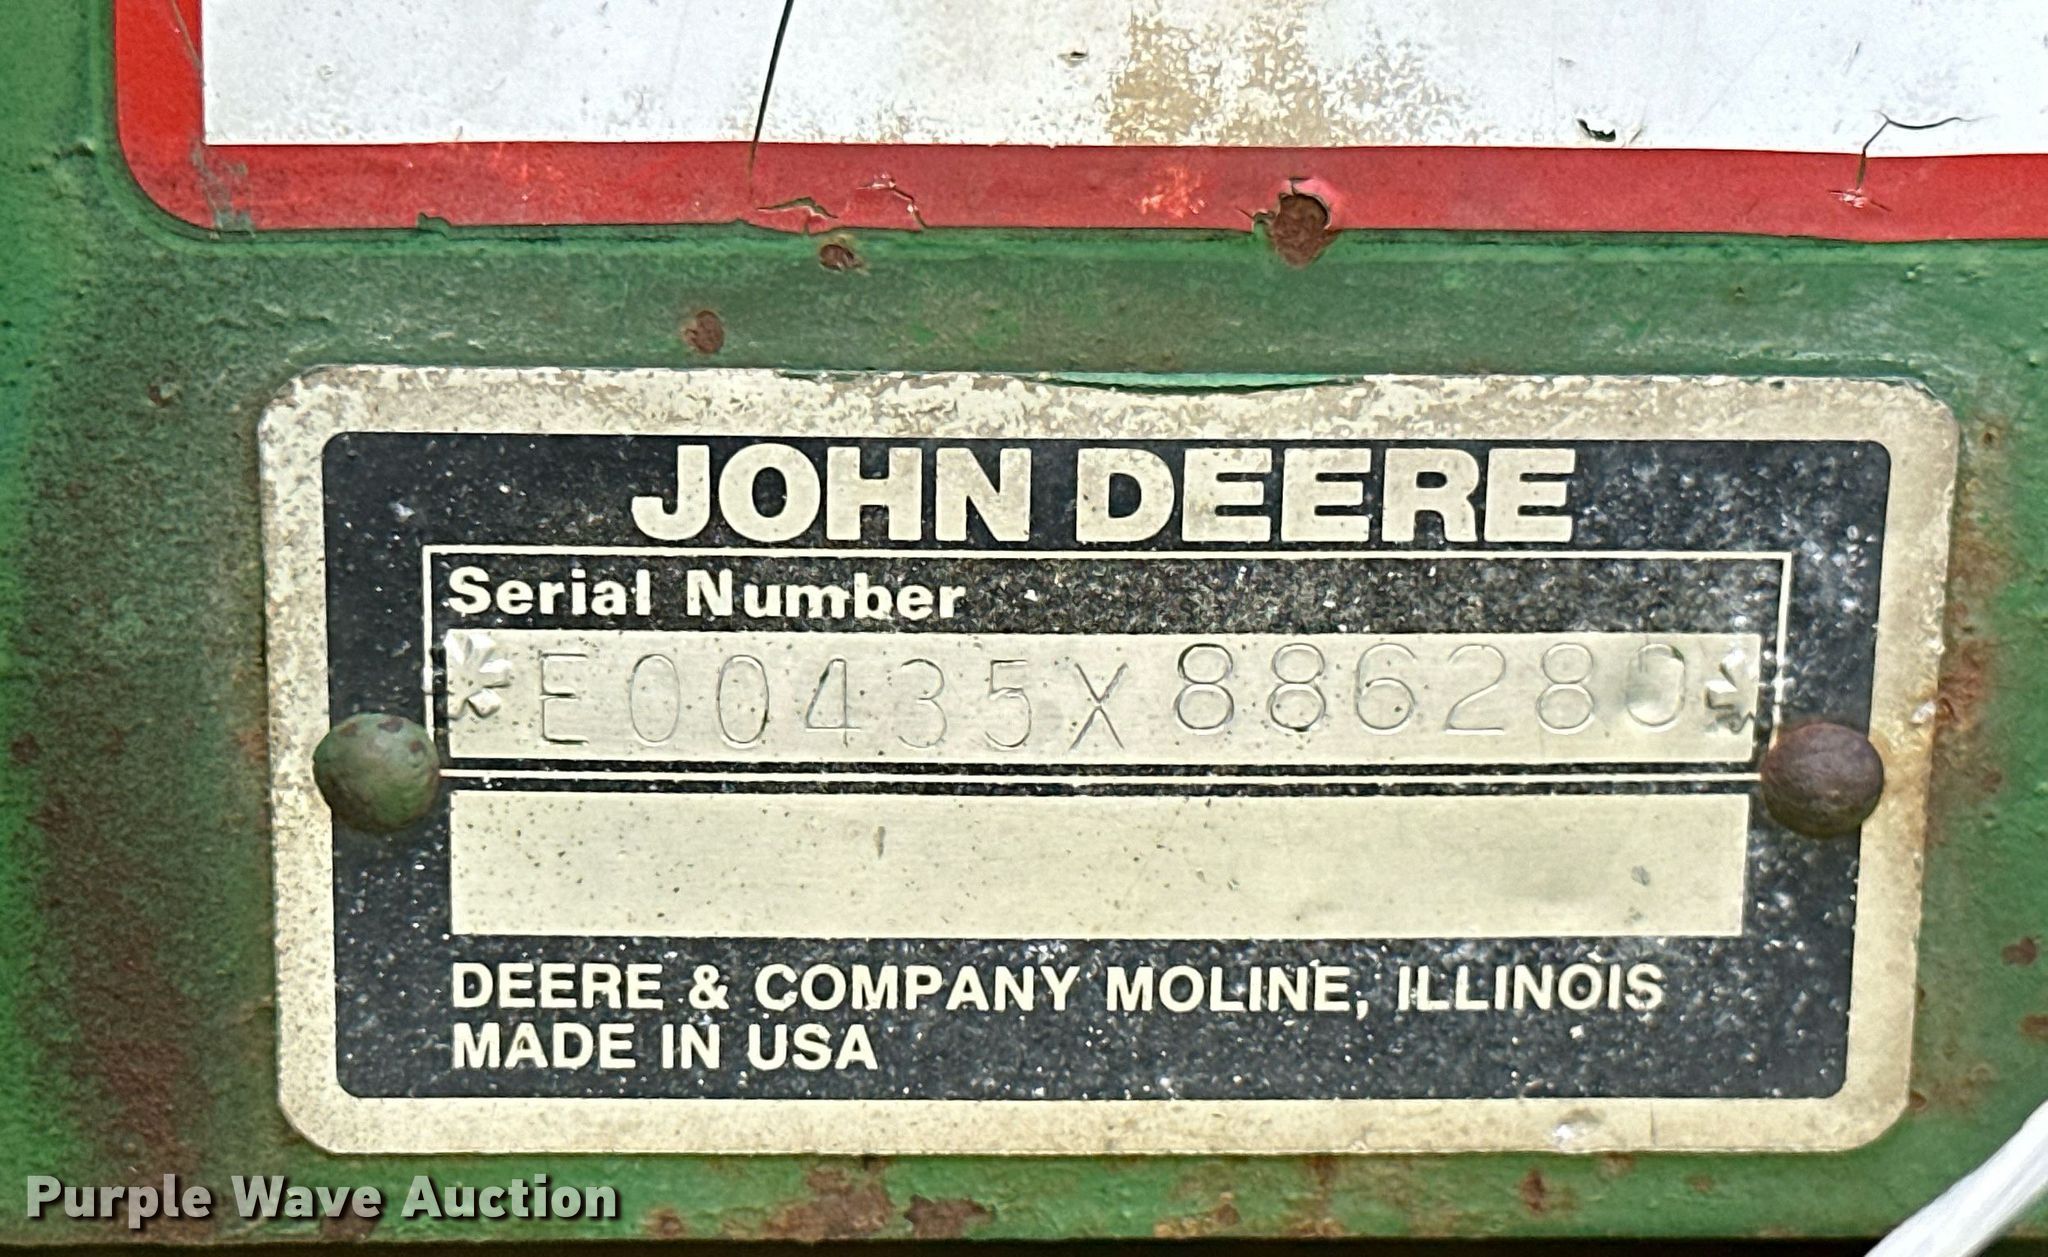 JOHN DEERE
Serial Number
*E00435X886280*
DEERE & COMPANY MOLINE, ILLINOIS
MADE IN USA
Purple Wave Auction